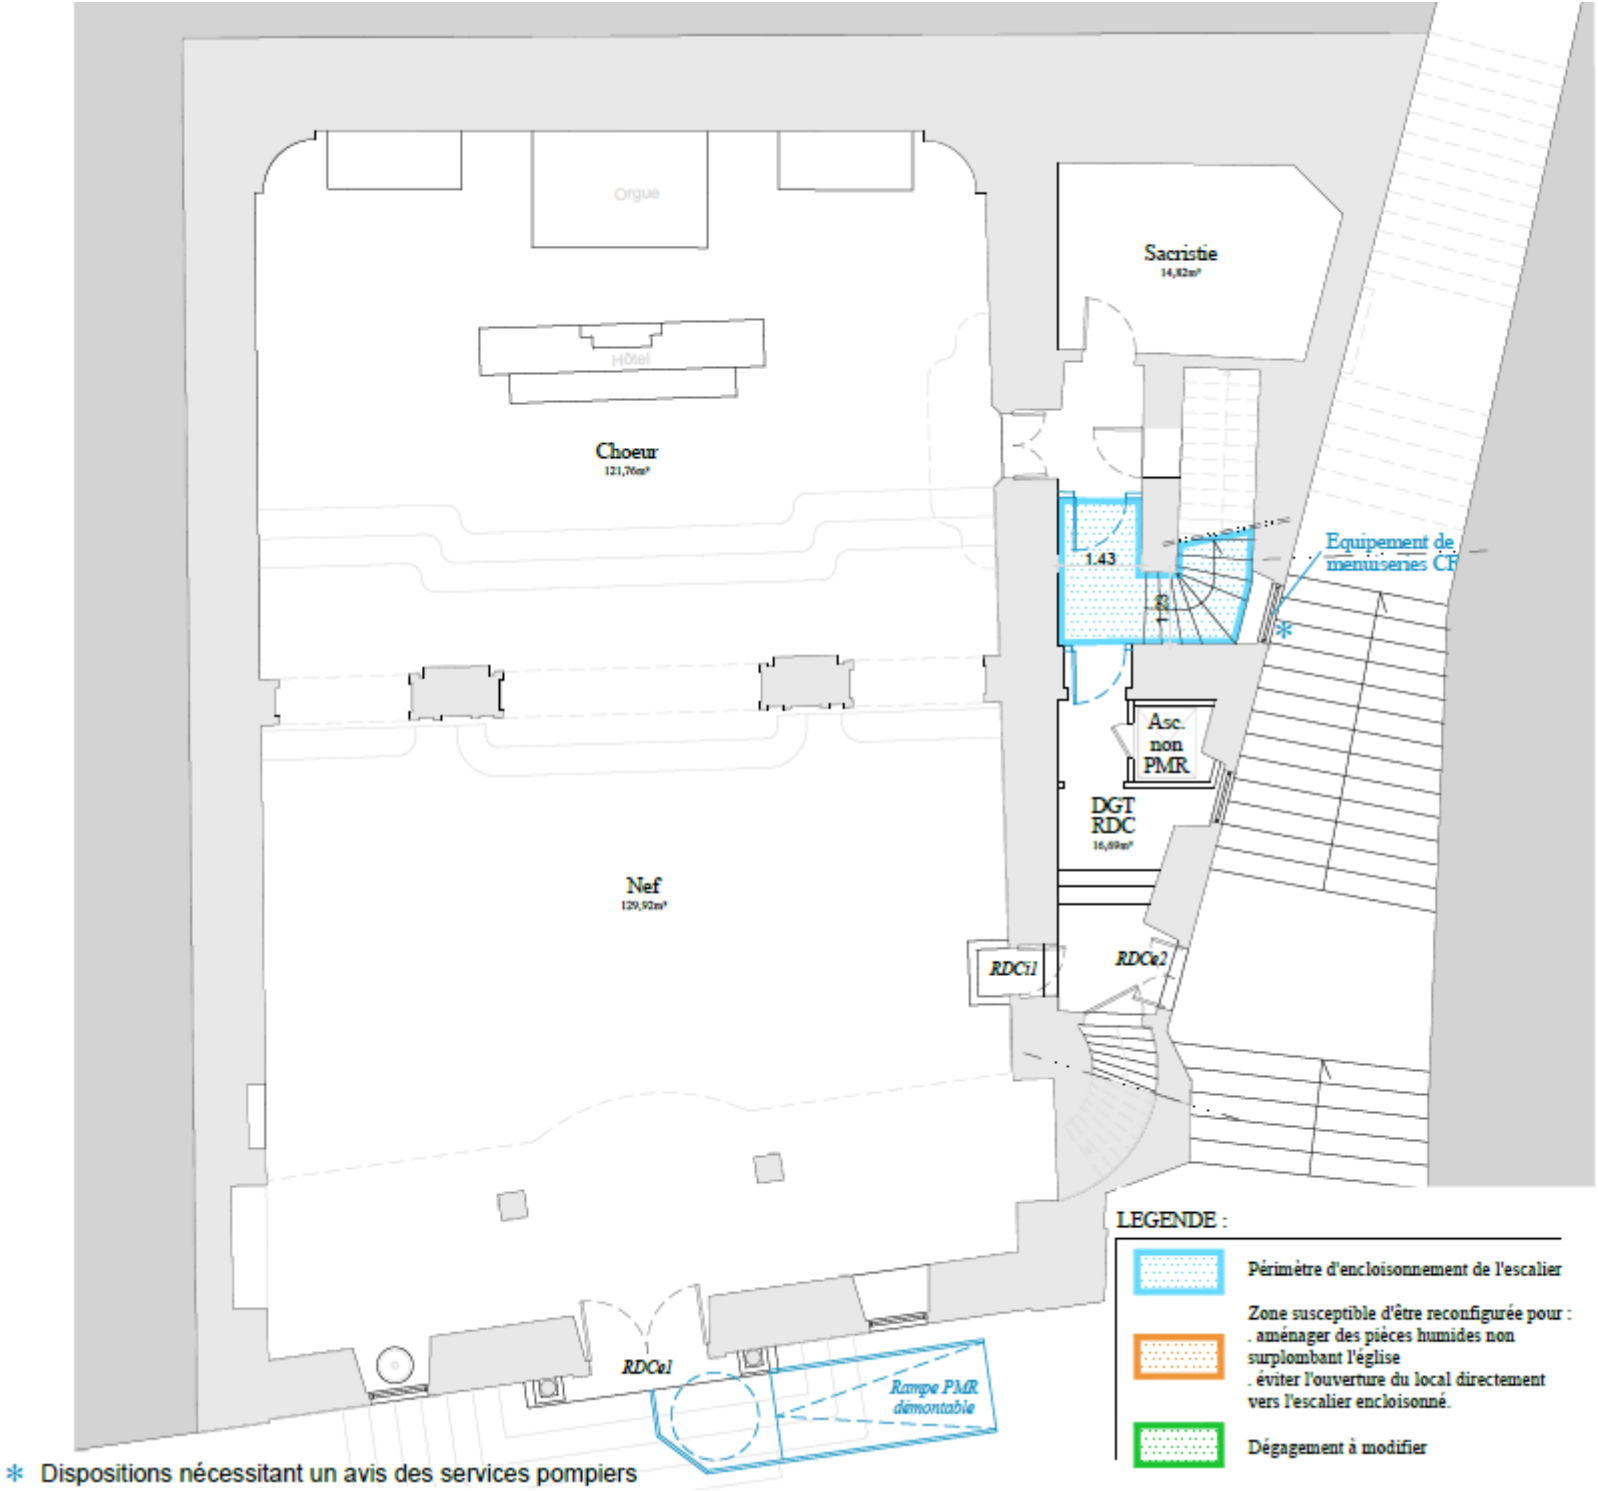 Orgue
Sacristie
14,82m²
Hôtel
Choeur
121,76m²
Equipement de
menuiseries CF
1.43
1.23
*
Asc.
non
PMR
DGT
RDC
16,69m²
Nef
129,92m²
RDCi1
RDCe2
RDCe1
Rampe PMR
démontable
LEGENDE :
Périmètre d'encloisonnement de l'escalier
Zone susceptible d'être reconfigurée pour :
. aménager des pièces humides non
surplombant l'église
. éviter l'ouverture du local directement
vers l'escalier encloisonné.
Dégagement à modifier
* Dispositions nécessitant un avis des services pompiers